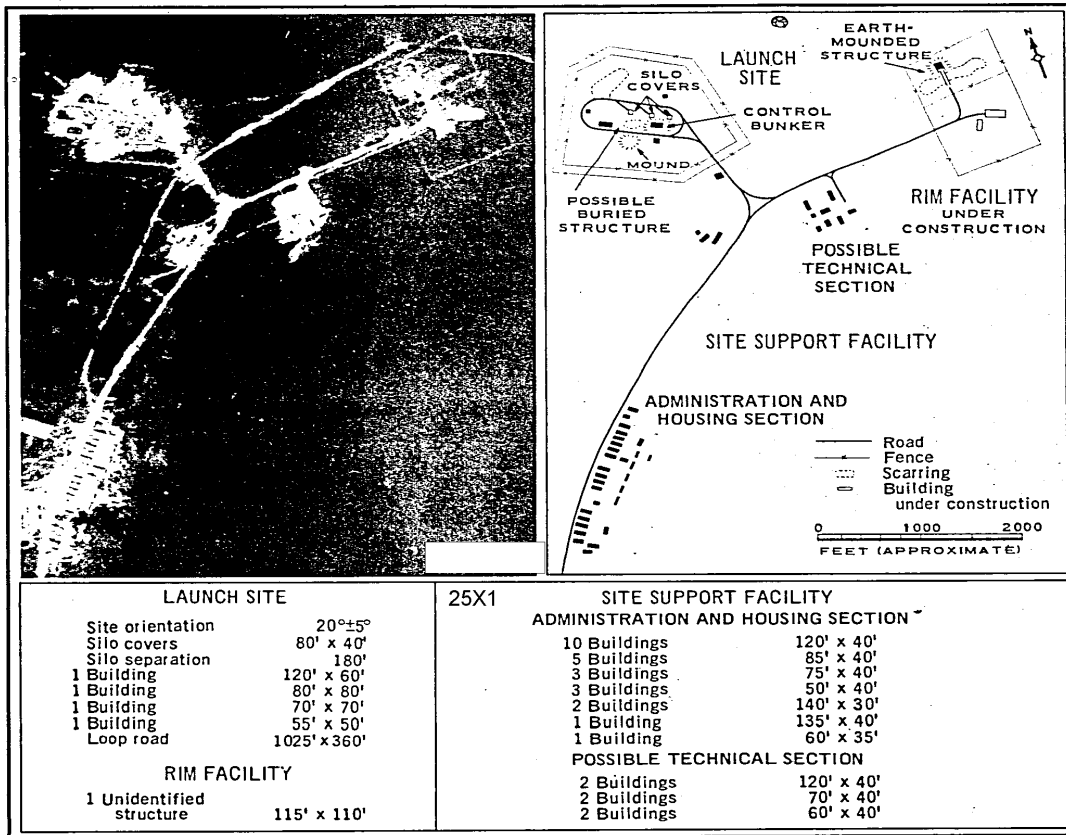 LAUNCH
SITE
SILO
COVERS
CONTROL
BUNKER
MOUND
POSSIBLE
BURIED
STRUCTURE
EARTH-
MOUNDED
STRUCTURE
N
RIM FACILITY
UNDER
CONSTRUCTION
POSSIBLE
TECHNICAL
SECTION
SITE SUPPORT FACILITY
ADMINISTRATION AND
HOUSING SECTION
Road
Fence
Scarring
Building
under construction
0 1000 2000
FEET (APPROXIMATE)
LAUNCH SITE
Site orientation 20°±5°
Silo covers 80' x 40'
Silo separation 180'
1 Building 120' x 60'
1 Building 80' x 80'
1 Building 70' x 70'
1 Building 55' x 50'
Loop road 1025' x 360'
RIM FACILITY
1 Unidentified
structure 115' x 110'
25X1
SITE SUPPORT FACILITY
ADMINISTRATION AND HOUSING SECTION
10 Buildings 120' x 40'
5 Buildings 85' x 40'
3 Buildings 75' x 40'
3 Buildings 50' x 40'
2 Buildings 140' x 30'
1 Building 135' x 40'
1 Building 60' x 35'
POSSIBLE TECHNICAL SECTION
2 Buildings 120' x 40'
2 Buildings 70' x 40'
2 Buildings 60' x 40'